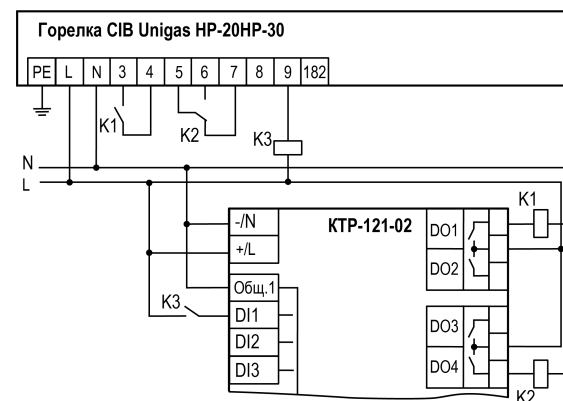 Горелка CIB Unigas HP-20HP-30
PE L N 3 4 5 6 7 8 9 182
K1
K2
K3
N
L
K1
-/N
КТР-121-02
DO1
+/L
DO2
K3
Общ.1
DI1
DO3
DI2
DI3
DO4
K2